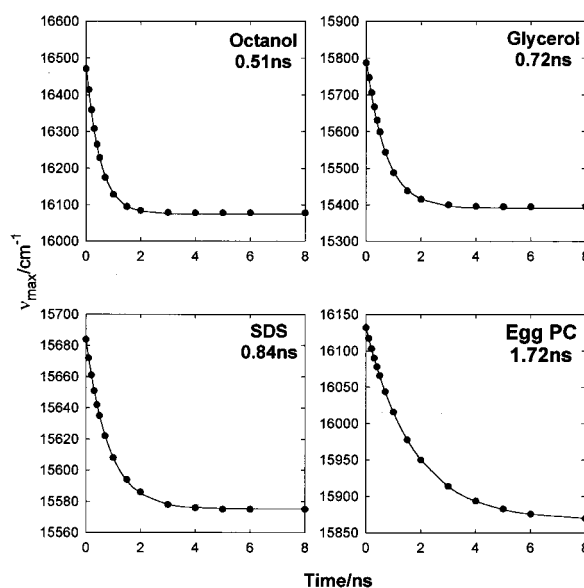 Octanol
0.51ns
16500
16400
16300
16200
16100
16000
0 2 4 6 8
Glycerol
0.72ns
15900
15800
15700
15600
15500
15400
15300
0 2 4 6 8
νmax/cm-1
SDS
0.84ns
15700
15680
15660
15640
15620
15600
15580
15560
0 2 4 6 8
Egg PC
1.72ns
16150
16100
16050
16000
15950
15900
15850
0 2 4 6 8
Time/ns